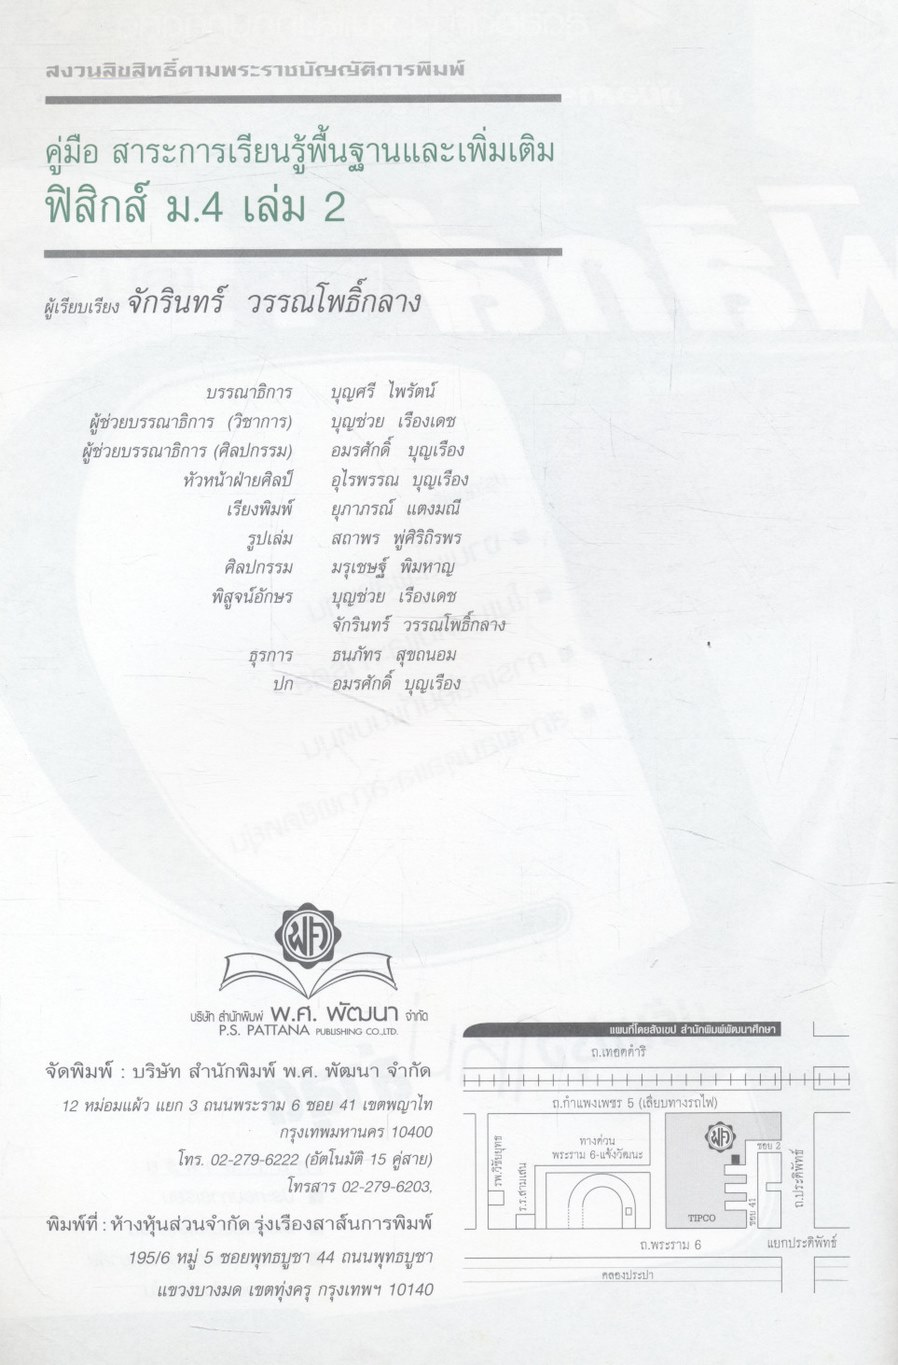 สงวนลิขสิทธิ์ตามพระราชบัญญัติการพิมพ์
คู่มือ สาระการเรียนรู้พื้นฐานและเพิ่มเติม
ฟิสิกส์ ม.4 เล่ม 2
ผู้เรียบเรียง จักรินทร์ วรรณโพธิ์กลาง
บรรณาธิการ บุญศรี ไพรัตน์
ผู้ช่วยบรรณาธิการ (วิชาการ) บุญช่วย เรืองเดช
ผู้ช่วยบรรณาธิการ (ศิลปกรรม) อมรศักดิ์ บุญเรือง
หัวหน้าฝ่ายศิลป์ อุไรพรรณ บุญเรือง
เรียงพิมพ์ ยุภาภรณ์ แตงมณี
รูปเล่ม สถาพร พู่ศิริถิรพร
ศิลปกรรม มรุเชษฐ์ พิมหาญ
พิสูจน์อักษร บุญช่วย เรืองเดช
จักรินทร์ วรรณโพธิ์กลาง
ธุรการ ธนภัทร สุขถนอม
ปก อมรศักดิ์ บุญเรือง
พศ
บริษัท สำนักพิมพ์ พ.ศ. พัฒนา จำกัด
P.S. PATTANA PUBLISHING CO.,LTD.
จัดพิมพ์ : บริษัท สำนักพิมพ์ พ.ศ. พัฒนา จำกัด
12 หม่อมแผ้ว แยก 3 ถนนพระราม 6 ซอย 41 เขตพญาไท
กรุงเทพมหานคร 10400
โทร. 02-279-6222 (อัตโนมัติ 15 คู่สาย)
โทรสาร 02-279-6203,
พิมพ์ที่ : ห้างหุ้นส่วนจำกัด รุ่งเรืองสาส์นการพิมพ์
195/6 หมู่ 5 ซอยพุทธบูชา 44 ถนนพุทธบูชา
แขวงบางมด เขตทุ่งครุ กรุงเทพฯ 10140
แผนที่โดยสังเขป สำนักพิมพ์พัฒนาศึกษา
ถ.เทอดดำริ
ถ.กำแพงเพชร 5 (เลียบทางรถไฟ)
รพ.วิชัยยุทธ
ร.ร.สามเสน
ทางด่วน
พระราม 6-แจ้งวัฒนะ
พศ
ซอย 2
ซอย 41
TIPCO
ถ.ประดิพัทธ์
ถ.พระราม 6
แยกประดิพัทธ์
คลองประปา